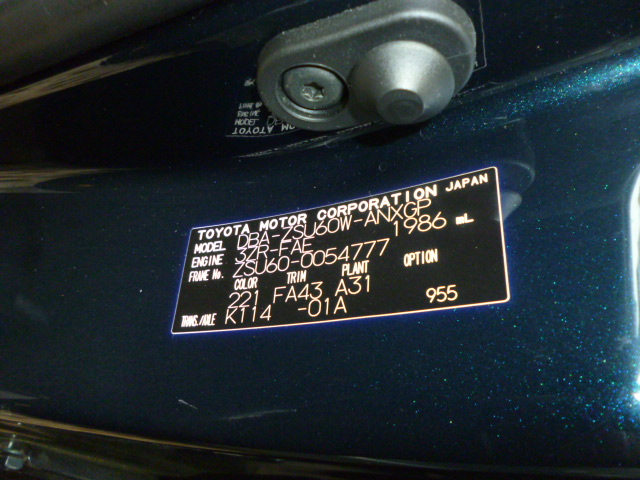 TOYOTA MOTOR CORPORATION JAPAN
MODEL DBA-ZSU60W-ANXGP
ENGINE 3ZR-FAE 1986 mL
FRAME No. ZSU60-0054777
COLOR TRIM PLANT OPTION
221 FA43 A31
TRANS./AXLE K114 -01A 955